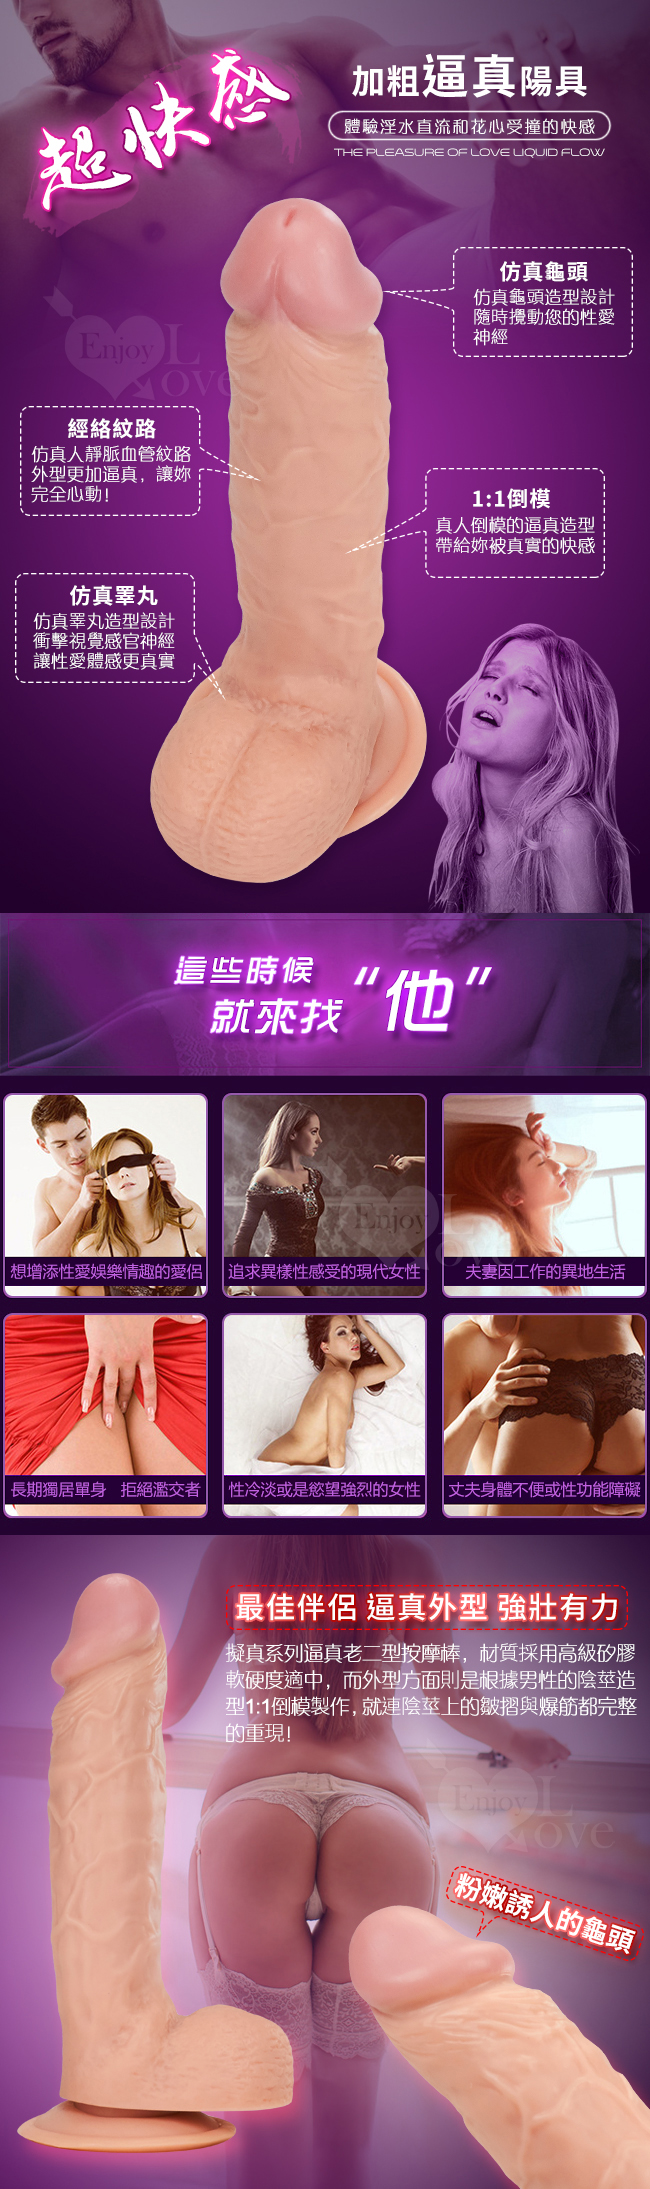 超快感
加粗逼真陽具
體驗淫水直流和花心受撞的快感
THE PLEASURE OF LOVE LIQUID FLOW
仿真龜頭
仿真龜頭造型設計
隨時攪動您的性愛
神經
Enjoy Love
經絡紋路
仿真人靜脈血管紋路
外型更加逼真，讓妳
完全心動！
1:1倒模
真人倒模的逼真造型
帶給妳被真實的快感
仿真睪丸
仿真睪丸造型設計
衝擊視覺感官神經
讓性愛體感更真實
這些時候
就來找“他”
Enjoy Love
想增添性愛娛樂情趣的愛侶
追求異樣性感受的現代女性
夫妻因工作的異地生活
長期獨居單身 拒絕濫交者
性冷淡或是慾望強烈的女性
丈夫身體不便或性功能障礙
最佳伴侶 逼真外型 強壯有力
擬真系列逼真老二型按摩棒，材質採用高級矽膠
軟硬度適中，而外型方面則是根據男性的陰莖造
型1:1倒模製作，就連陰莖上的皺摺與爆筋都完整
的重現！
Enjoy Love
粉嫩誘人的龜頭